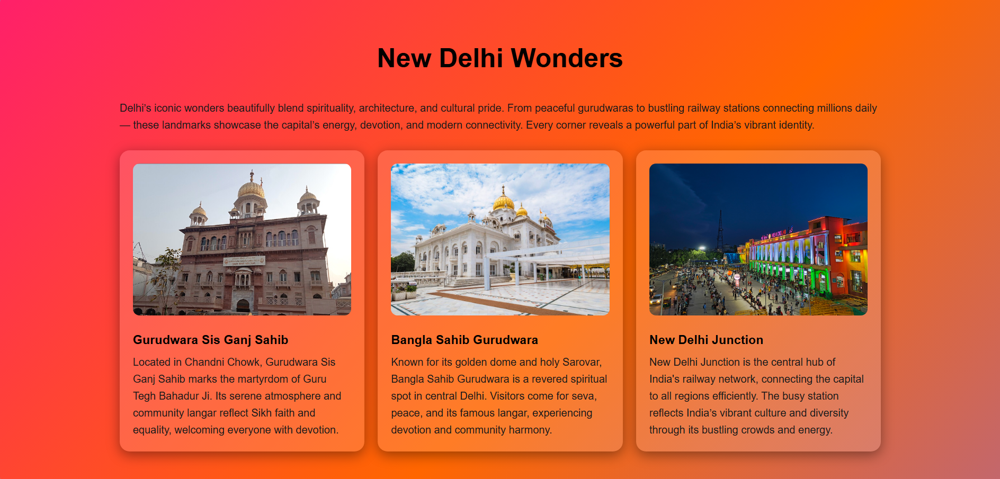 New Delhi Wonders
Delhi’s iconic wonders beautifully blend spirituality, architecture, and cultural pride. From peaceful gurudwaras to bustling railway stations connecting millions daily
— these landmarks showcase the capital’s energy, devotion, and modern connectivity. Every corner reveals a powerful part of India’s vibrant identity.
NEW DELHI
Gurudwara Sis Ganj Sahib
Located in Chandni Chowk, Gurudwara Sis
Ganj Sahib marks the martyrdom of Guru
Tegh Bahadur Ji. Its serene atmosphere and
community langar reflect Sikh faith and
equality, welcoming everyone with devotion.
Bangla Sahib Gurudwara
Known for its golden dome and holy Sarovar,
Bangla Sahib Gurudwara is a revered spiritual
spot in central Delhi. Visitors come for seva,
peace, and its famous langar, experiencing
devotion and community harmony.
New Delhi Junction
New Delhi Junction is the central hub of
India's railway network, connecting the capital
to all regions efficiently. The busy station
reflects India’s vibrant culture and diversity
through its bustling crowds and energy.